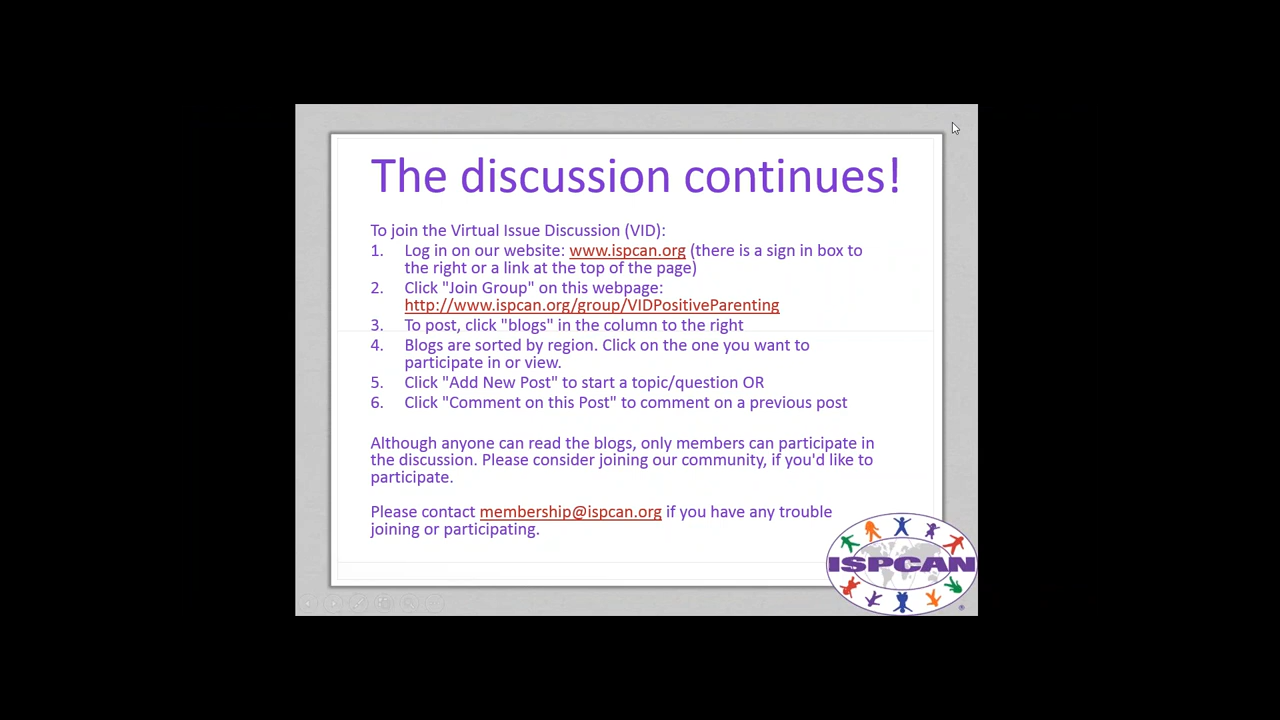 The discussion continues!
To join the Virtual Issue Discussion (VID):
1. Log in on our website: www.ispcan.org (there is a sign in box to
the right or a link at the top of the page)
2. Click "Join Group" on this webpage:
http://www.ispcan.org/group/VIDPositiveParenting
3. To post, click "blogs" in the column to the right
4. Blogs are sorted by region. Click on the one you want to
participate in or view.
5. Click "Add New Post" to start a topic/question OR
6. Click "Comment on this Post" to comment on a previous post
Although anyone can read the blogs, only members can participate in
the discussion. Please consider joining our community, if you'd like to
participate.
Please contact membership@ispcan.org if you have any trouble
joining or participating.
ISPCAN